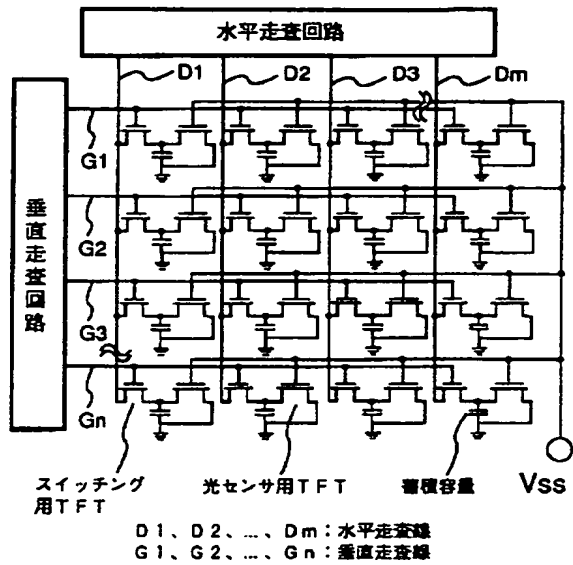 水平走査回路
D1
D2
D3
Dm
垂直走査回路
G1
G2
G3
Gn
Vss
スイッチング
用TFT
光センサ用TFT
蓄積容量
D1、D2、…、Dm:水平走査線
G1、G2、…、Gn:垂直走査線